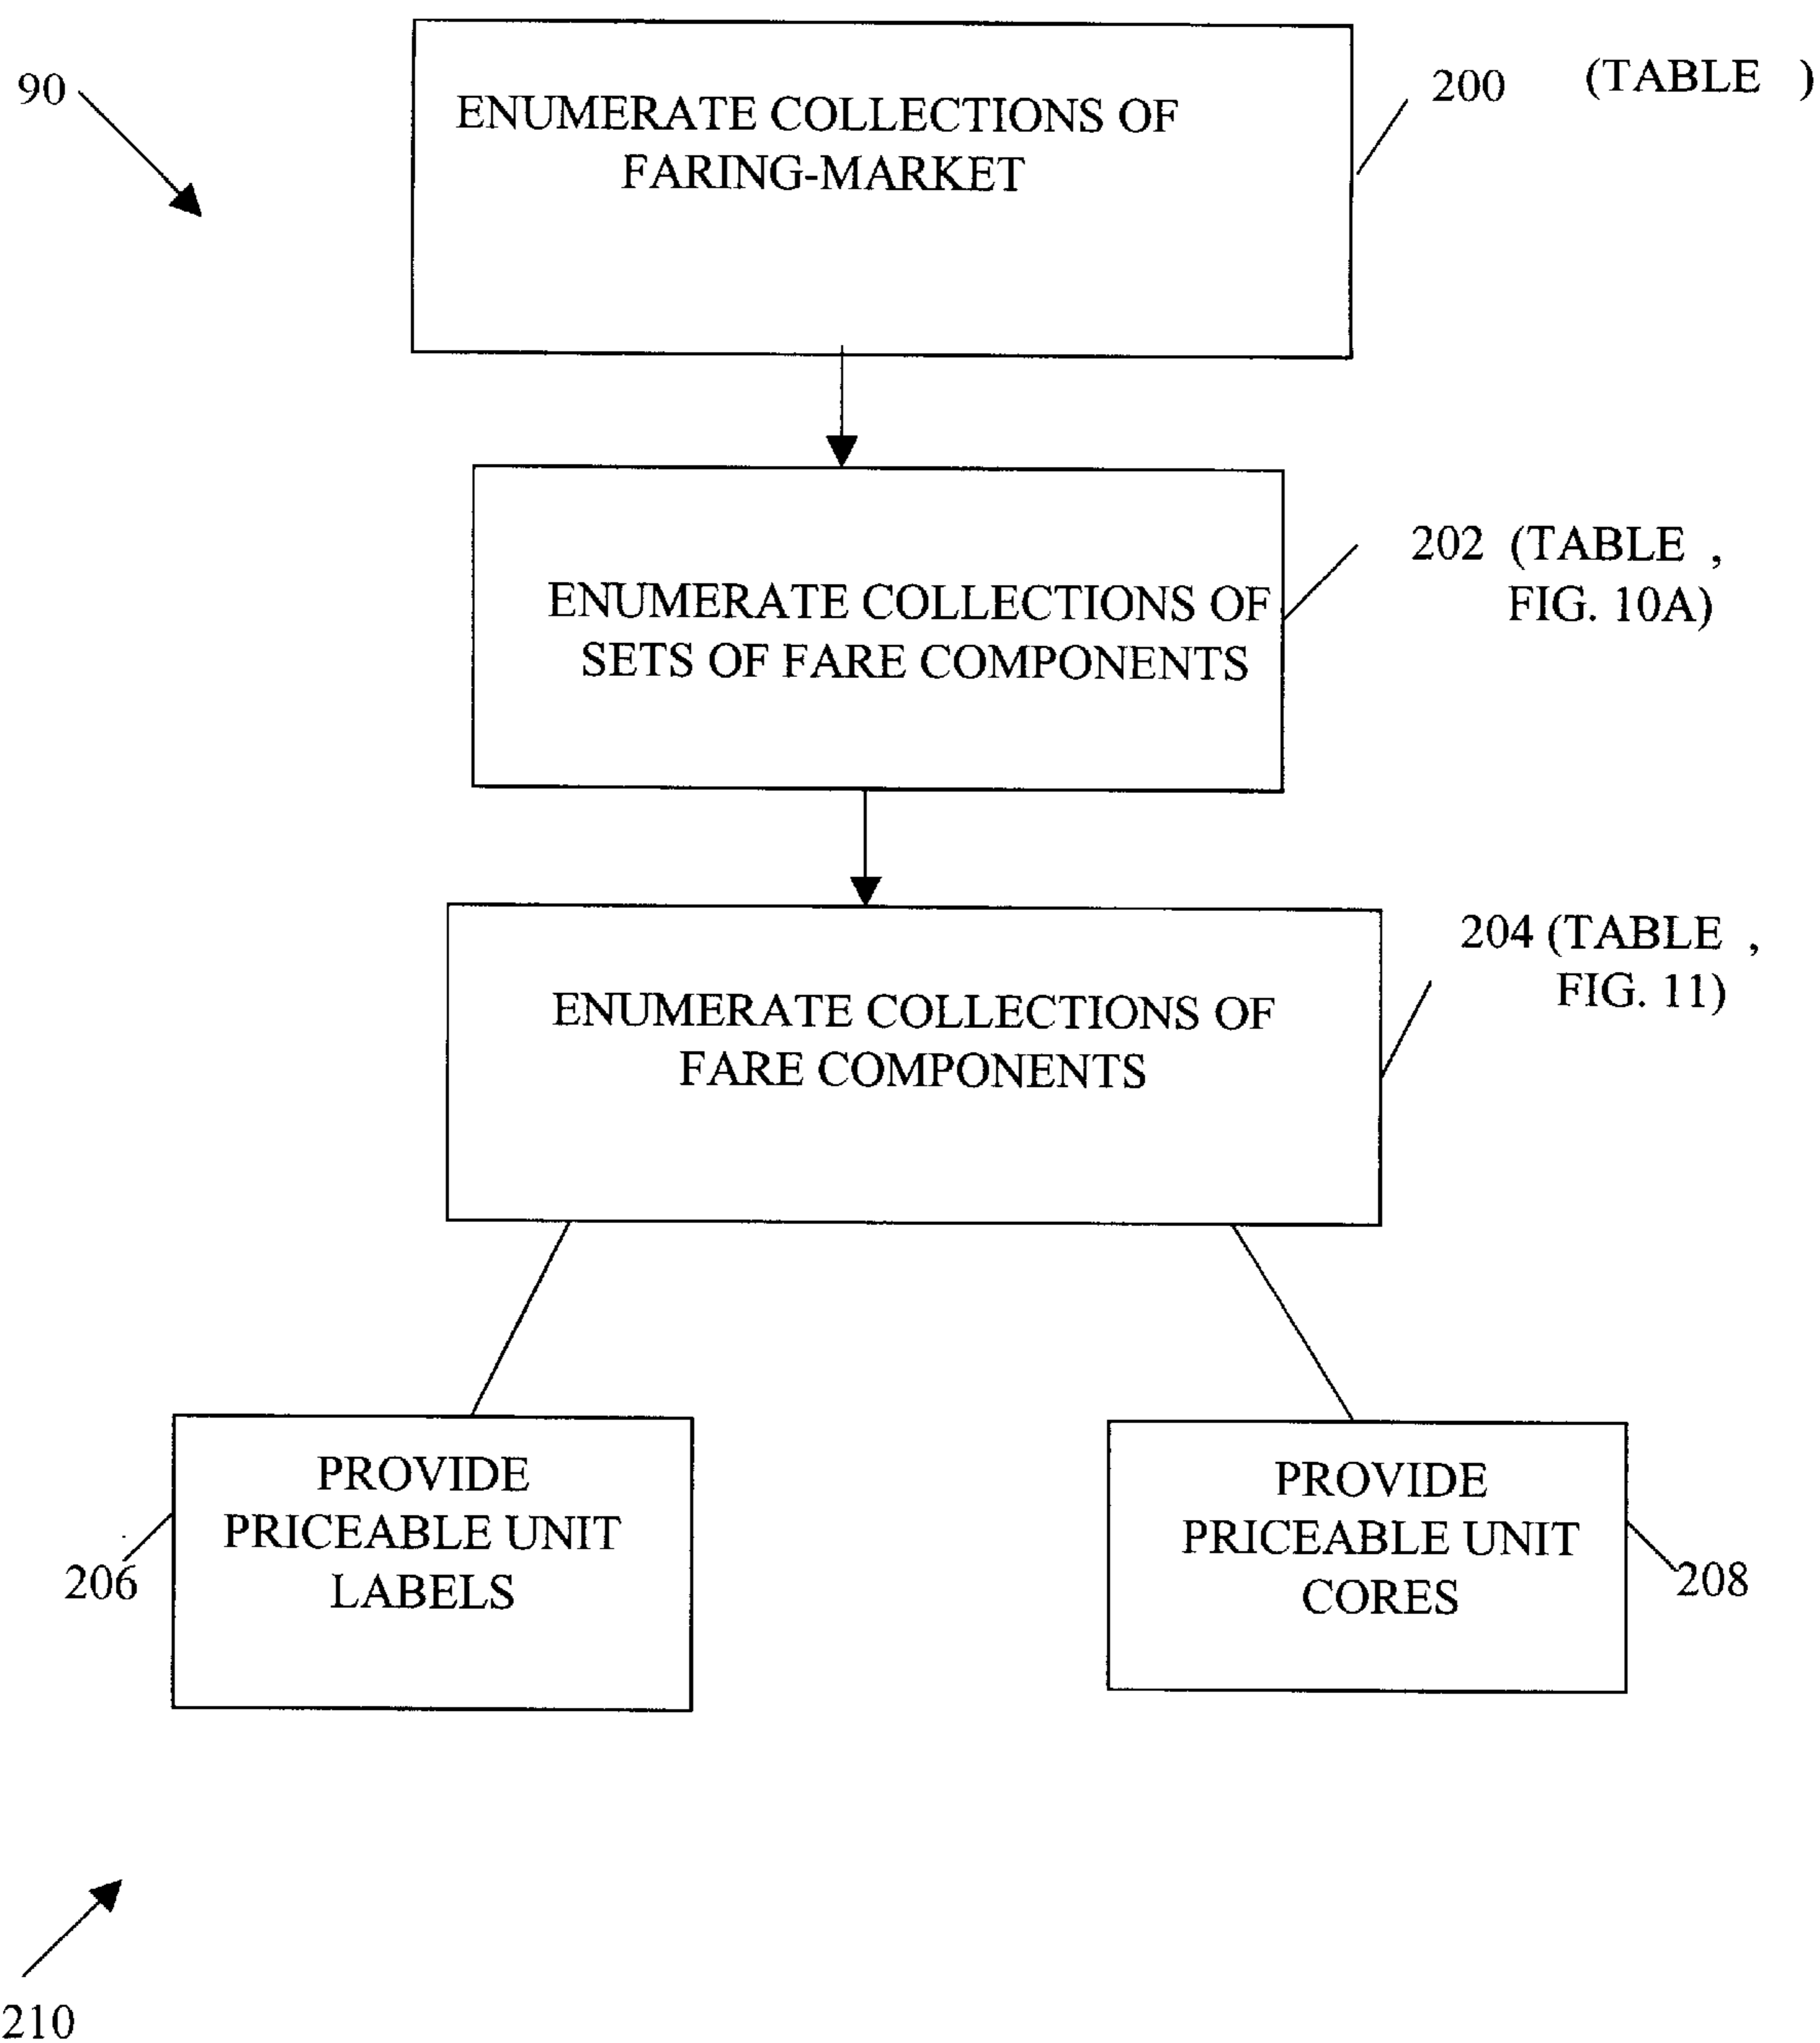 90
ENUMERATE COLLECTIONS OF
FARING-MARKET
200 (TABLE )
ENUMERATE COLLECTIONS OF
SETS OF FARE COMPONENTS
202 (TABLE ,
FIG. 10A)
ENUMERATE COLLECTIONS OF
FARE COMPONENTS
204 (TABLE ,
FIG. 11)
PROVIDE
PRICEABLE UNIT
LABELS
206
PROVIDE
PRICEABLE UNIT
CORES
208
210